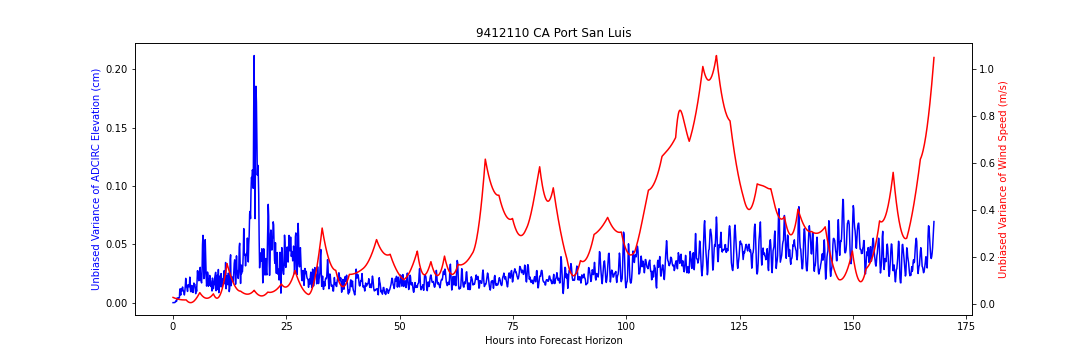 9412110 CA Port San Luis
Unbiased Variance of ADCIRC Elevation (cm)
0.20
0.15
0.10
0.05
0.00
1.0
0.8
0.6
0.4
0.2
0.0
Unbiased Variance of Wind Speed (m/s)
0 25 50 75 100 125 150 175
Hours into Forecast Horizon